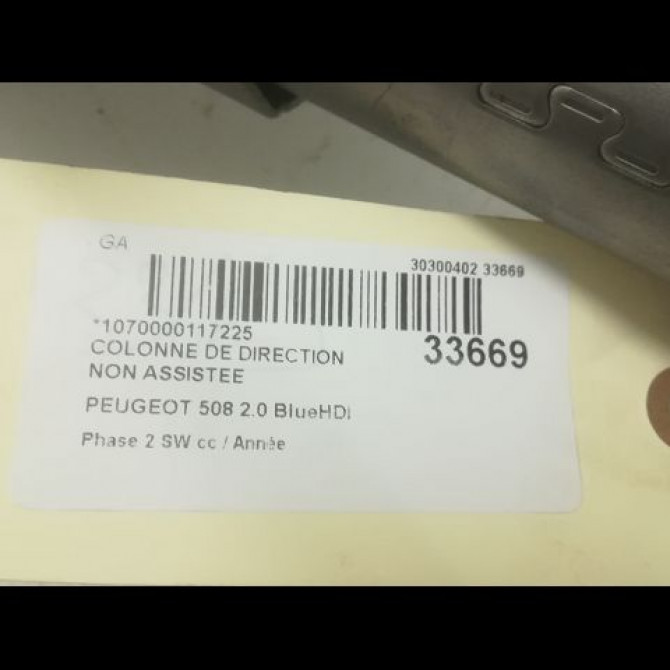 GA
30300402 33669
*1070000117225
33669
COLONNE DE DIRECTION
NON ASSISTEE
PEUGEOT 508 2.0 BlueHDi
Phase 2 SW cc / Année